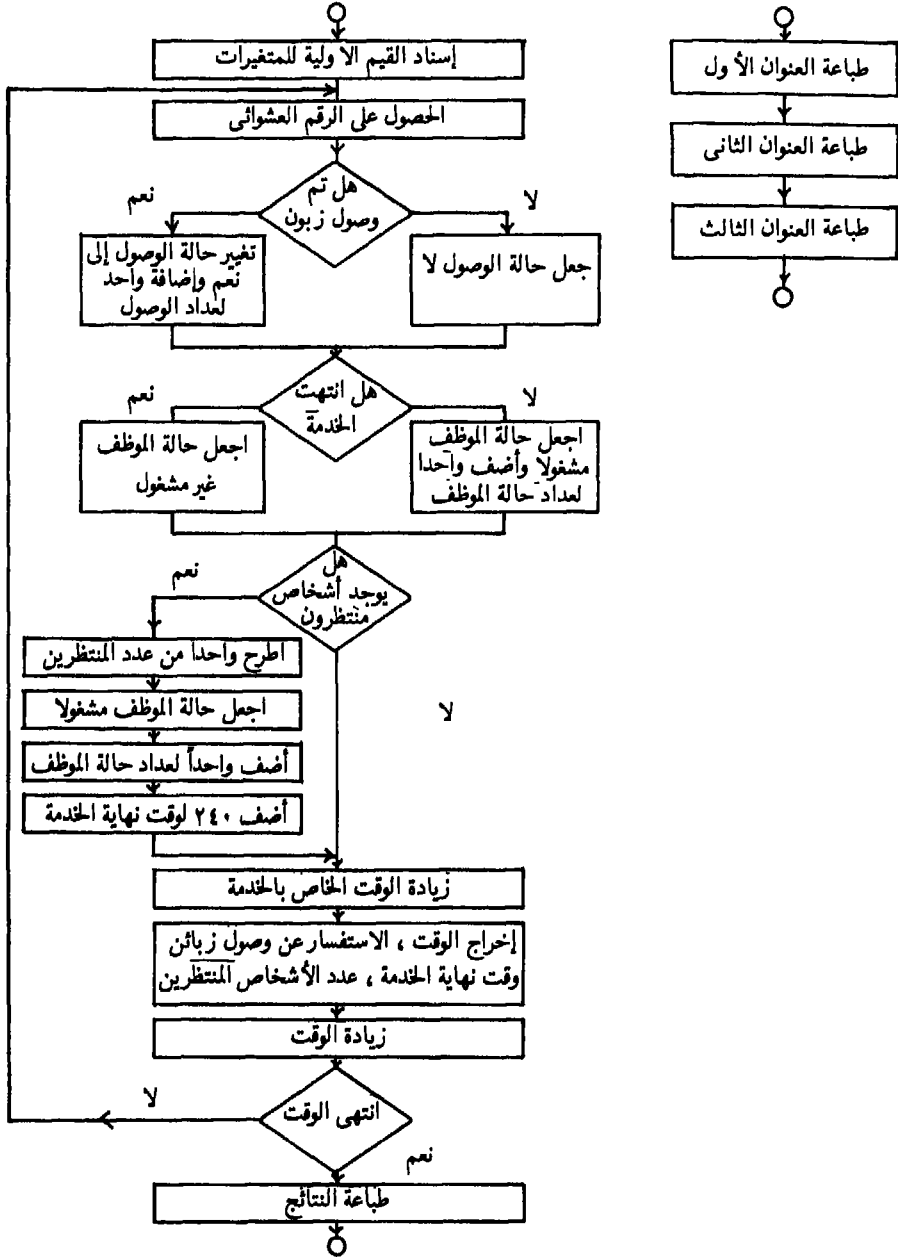 إسناد القيم الاولية للمتغيرات
الحصول على الرقم العشوائى
هل تم
وصول زبون
نعم
لا
تغيير حالة الوصول إلى
نعم وإضافة واحد
لعداد الوصول
جعل حالة الوصول لا
هل انتهت
الخدمة
نعم
لا
اجعل حالة الموظف
غير مشغول
اجعل حالة الموظف
مشغولا وأضف واحدا
لعداد حالة الموظف
هل
يوجد أشخاص
منتظرون
نعم
لا
اطرح واحدا من عدد المنتظرين
اجعل حالة الموظف مشغولا
أضف واحداً لعداد حالة الموظف
أضف ٢٤٠ لوقت نهاية الخدمة
زيادة الوقت الخاص بالخدمة
إخراج الوقت ، الاستفسار عن وصول زبائن
وقت نهاية الخدمة ، عدد الأشخاص المنتظرين
زيادة الوقت
انتهى الوقت
لا
نعم
طباعة النتائج
طباعة العنوان الأول
طباعة العنوان الثانى
طباعة العنوان الثالث